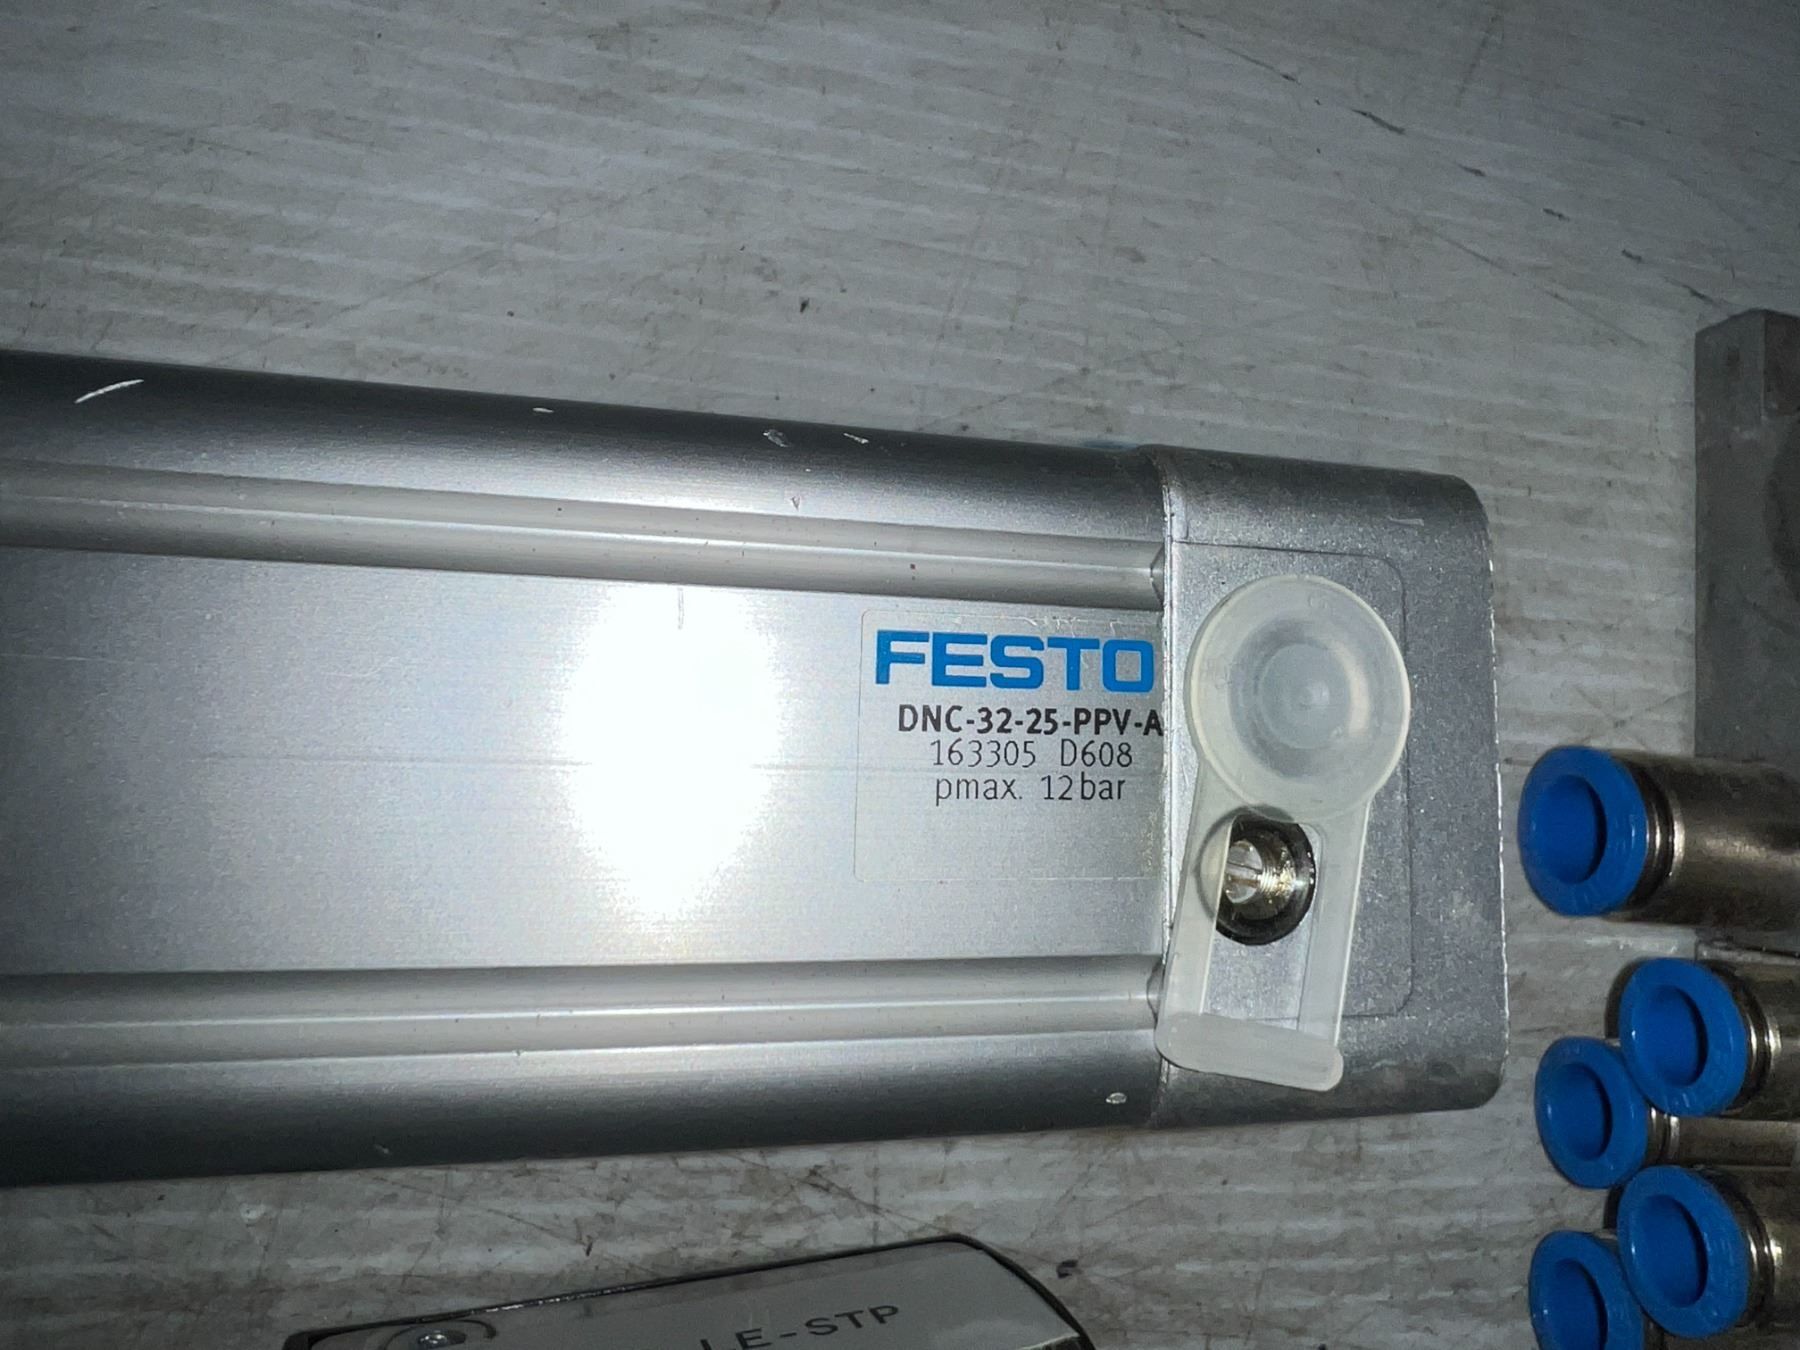 FESTO
DNC-32-25-PPV-A
163305 D608
pmax. 12bar
LE-STP